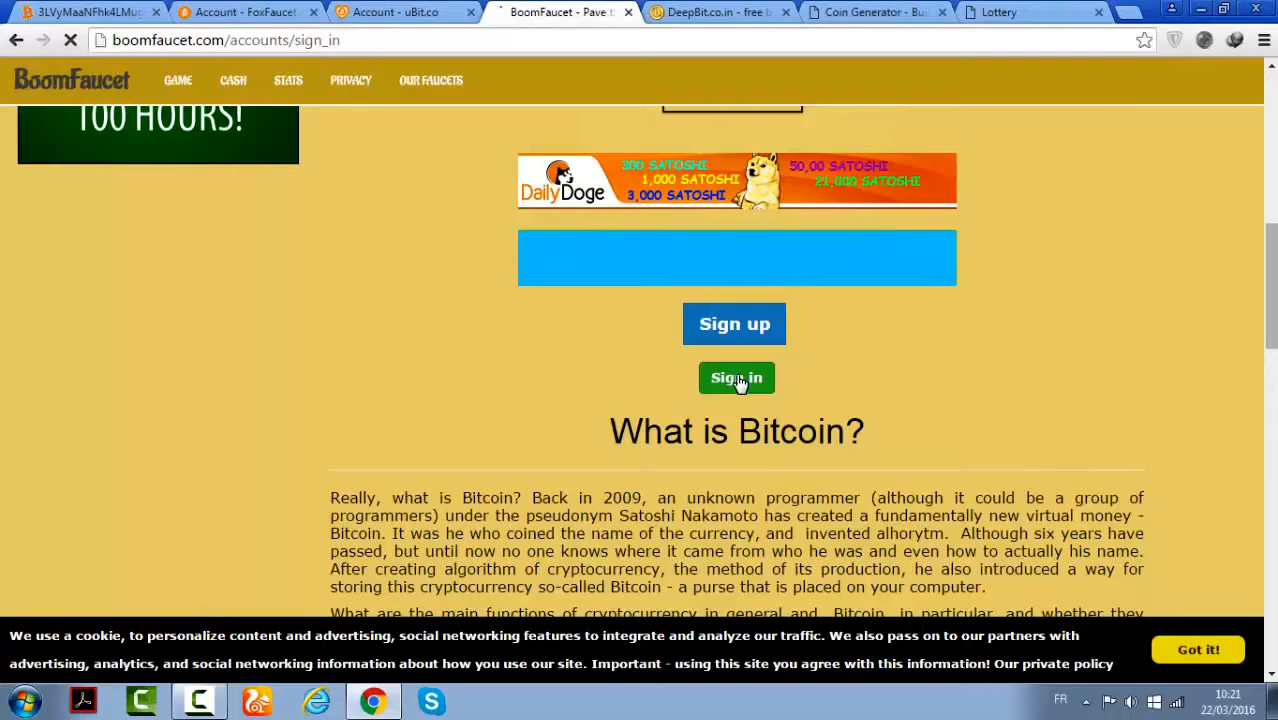 3LVyMaaNFhk4LMu
Account - FoxFaucet
Account - uBit.co
BoomFaucet - Pave t
DeepBit.co.in - free b
Coin Generator - Bui
Lottery
boomfaucet.com/accounts/sign_in
BoomFaucet GAME CASH STATS PRIVACY OUR FAUCETS
100 HOURS!
DailyDoge
300 SATOSHI
1,000 SATOSHI
3,000 SATOSHI
50,00 SATOSHI
21,000 SATOSHI
Sign up
Sign in
What is Bitcoin?
Really, what is Bitcoin? Back in 2009, an unknown programmer (although it could be a group of
programmers) under the pseudonym Satoshi Nakamoto has created a fundamentally new virtual money -
Bitcoin. It was he who coined the name of the currency, and invented alhorytm. Although six years have
passed, but until now no one knows where it came from who he was and even how to actually his name.
After creating algorithm of cryptocurrency, the method of its production, he also introduced a way for
storing this cryptocurrency so-called Bitcoin - a purse that is placed on your computer.
What are the main functions of cryptocurrency in general and Bitcoin in particular and whether they
We use a cookie, to personalize content and advertising, social networking features to integrate and analyze our traffic. We also pass on to our partners with
advertising, analytics, and social networking information about how you use our site. Important - using this site you agree with this information! Our private policy
Got it!
FR
10:21
22/03/2016